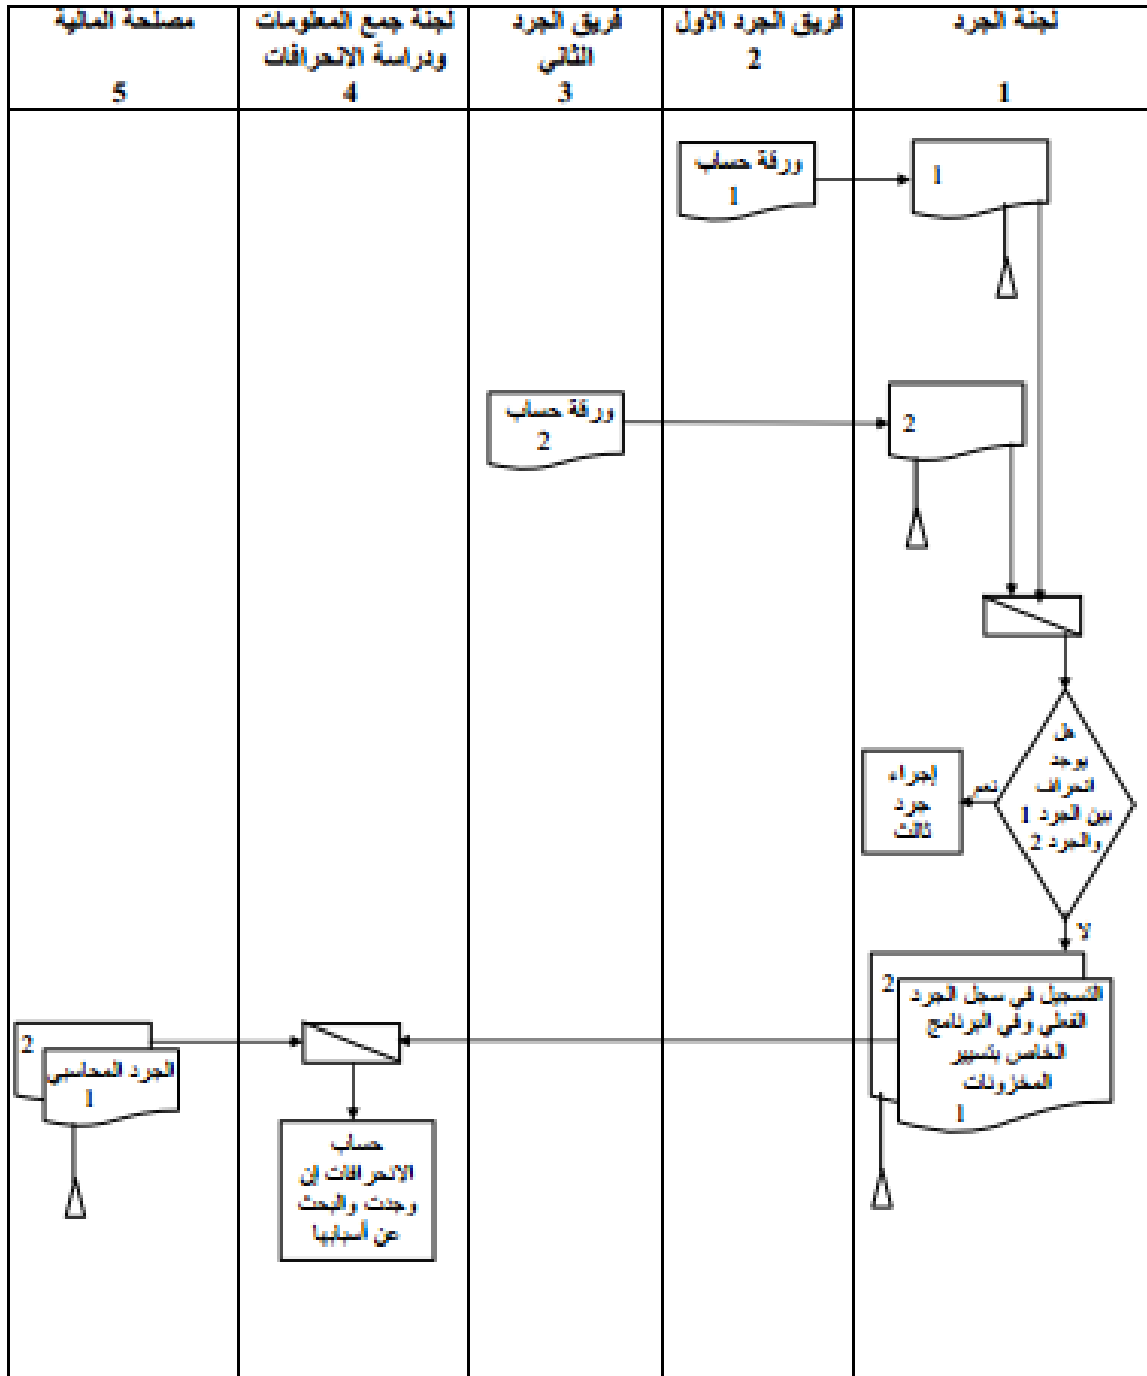 لجنة الجرد
1
فريق الجرد الأول
2
فريق الجرد
الثاني
3
لجنة جمع المعلومات
ودراسة الانحرافات
4
مصلحة المالية
5
ورقة حساب
1
1
ورقة حساب
2
2
هل
يوجد
انحراف
بين الجرد 1
والجرد 2
نعم
إجراء
جرد
ثالث
لا
2
التسجيل في سجل الجرد
الفعلي وفي البرنامج
الخاص بتسيير
المخزونات
1
2
الجرد المحاسبي
1
حساب
الانحرافات إن
وجدت والبحث
عن أسبابها